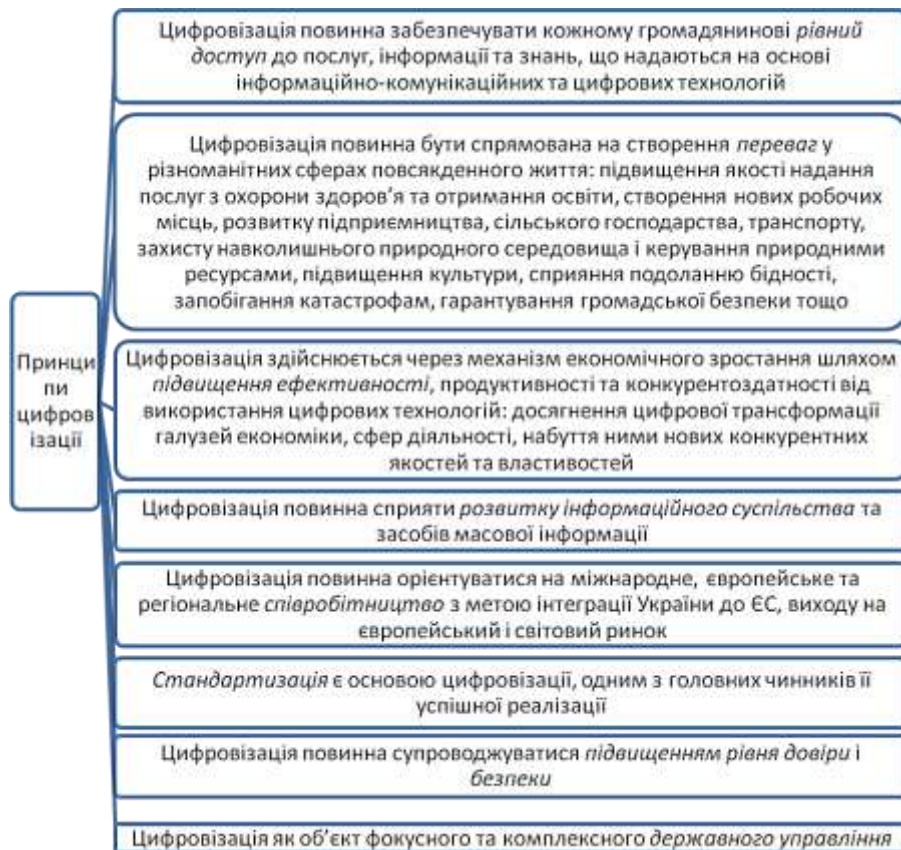 Цифровізація повинна забезпечувати кожному громадянинові рівний
доступ до послуг, інформації та знань, що надаються на основі
інформаційно-комунікаційних та цифрових технологій
Цифровізація повинна бути спрямована на створення переваг у
різноманітних сферах повсякденного життя: підвищення якості надання
послуг з охорони здоров’я та отримання освіти, створення нових робочих
місць, розвитку підприємництва, сільського господарства, транспорту,
захисту навколишнього природного середовища і керування природними
ресурсами, підвищення культури, сприяння подоланню бідності,
запобігання катастрофам, гарантування громадської безпеки тощо
Принци
пи
цифров
ізації
Цифровізація здійснюється через механізм економічного зростання шляхом
підвищення ефективності, продуктивності та конкурентоздатності від
використання цифрових технологій: досягнення цифрової трансформації
галузей економіки, сфер діяльності, набуття ними нових конкурентних
якостей та властивостей
Цифровізація повинна сприяти розвитку інформаційного суспільства та
засобів масової інформації
Цифровізація повинна орієнтуватися на міжнародне, європейське та
регіональне співробітництво з метою інтеграції України до ЄС, виходу на
європейський і світовий ринок
Стандартизація є основою цифровізації, одним з головних чинників її
успішної реалізації
Цифровізація повинна супроводжуватися підвищенням рівня довіри і
безпеки
Цифровізація як об’єкт фокусного та комплексного державного управління